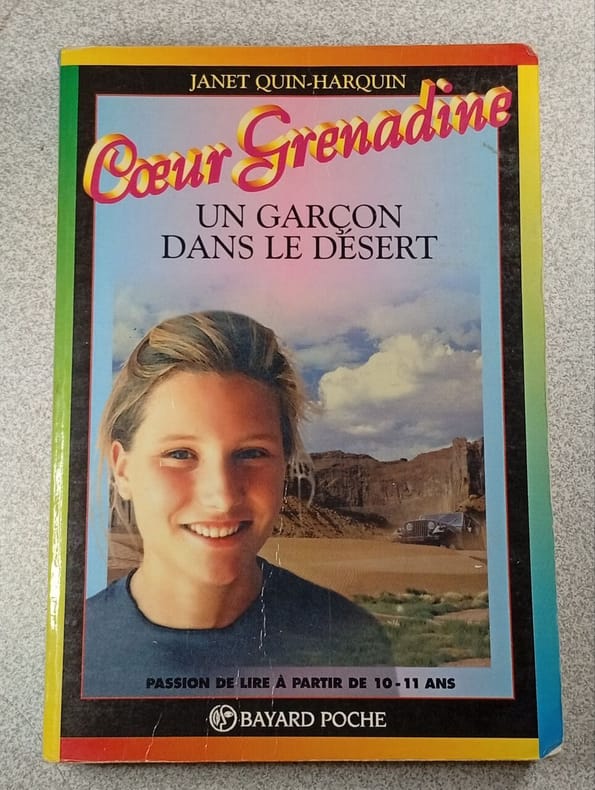 JANET QUIN-HARQUIN
Cœur Grenadine
UN GARÇON
DANS LE DÉSERT
PASSION DE LIRE À PARTIR DE 10-11 ANS
BAYARD POCHE